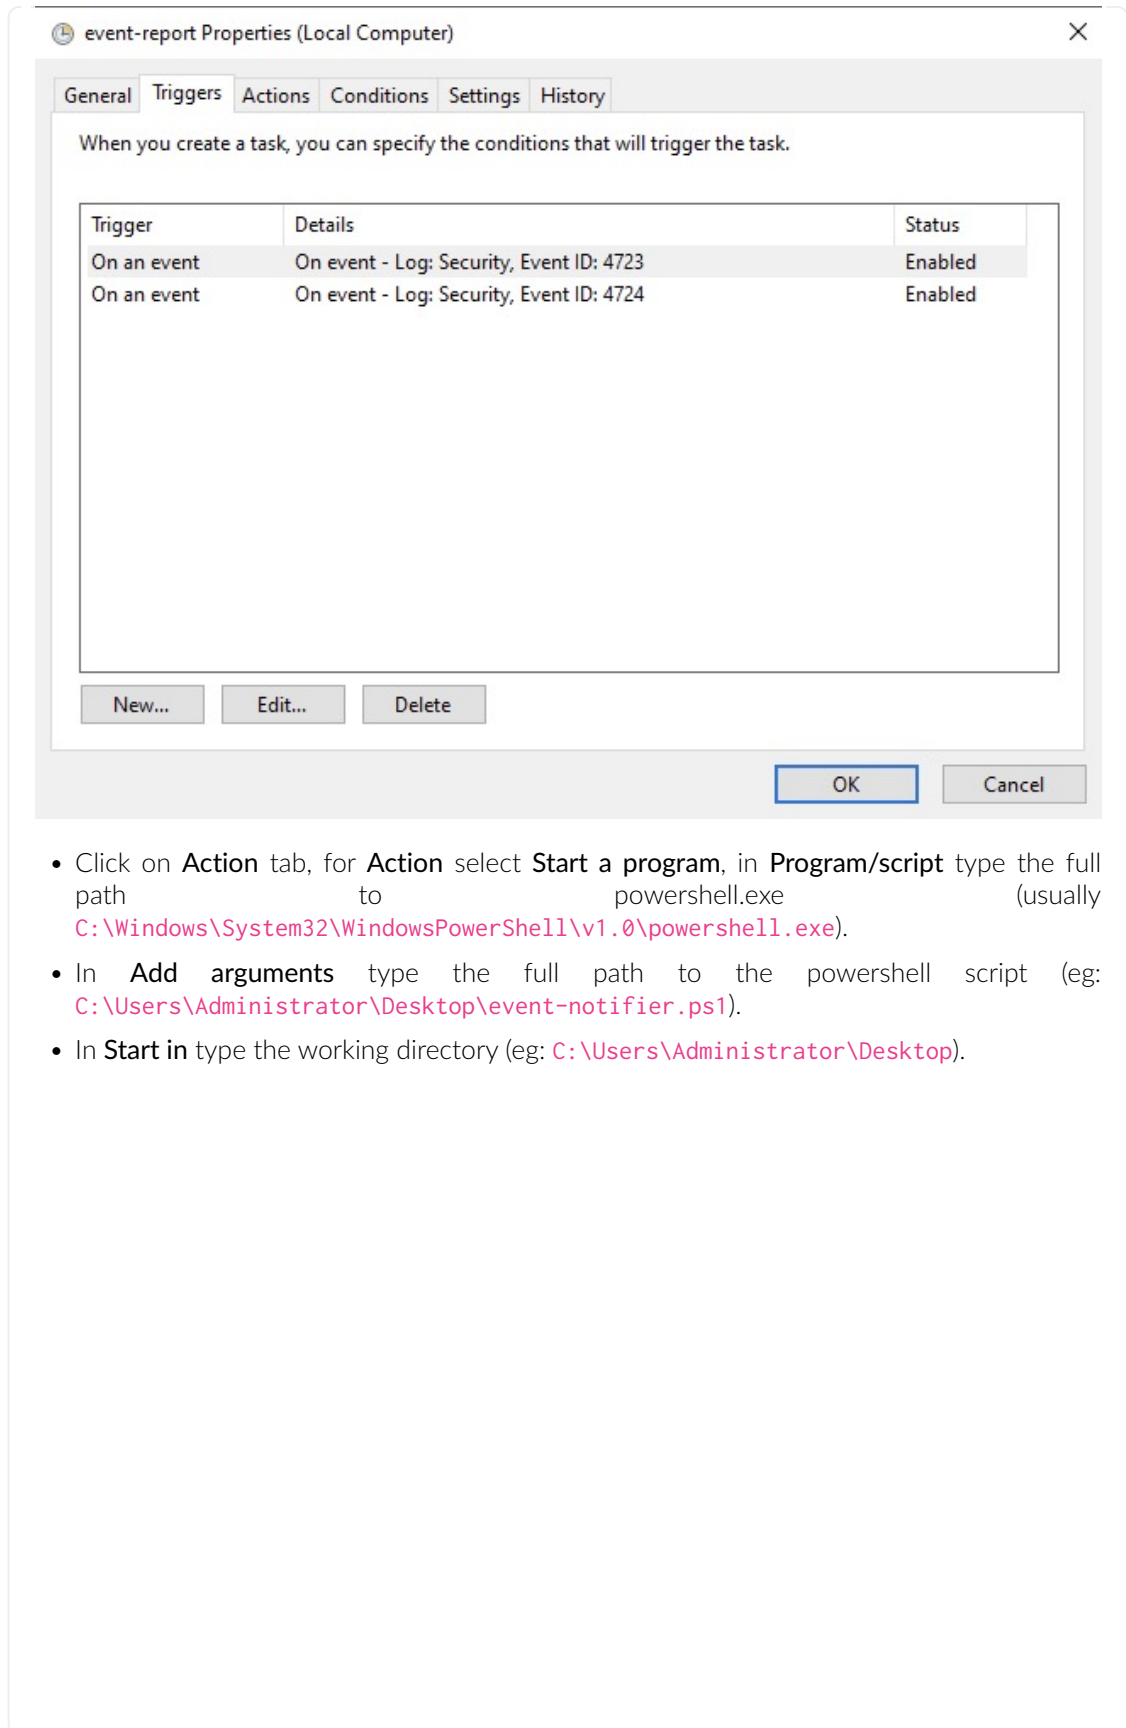 event-report Properties (Local Computer)
General Triggers Actions Conditions Settings History
When you create a task, you can specify the conditions that will trigger the task.
Trigger Details Status
On an event On event - Log: Security, Event ID: 4723 Enabled
On an event On event - Log: Security, Event ID: 4724 Enabled
New... Edit... Delete
OK Cancel
• Click on Action tab, for Action select Start a program, in Program/script type the full
path to powershell.exe (usually
C:\Windows\System32\WindowsPowerShell\v1.0\powershell.exe).
• In Add arguments type the full path to the powershell script (eg:
C:\Users\Administrator\Desktop\event-notifier.ps1).
• In Start in type the working directory (eg: C:\Users\Administrator\Desktop).